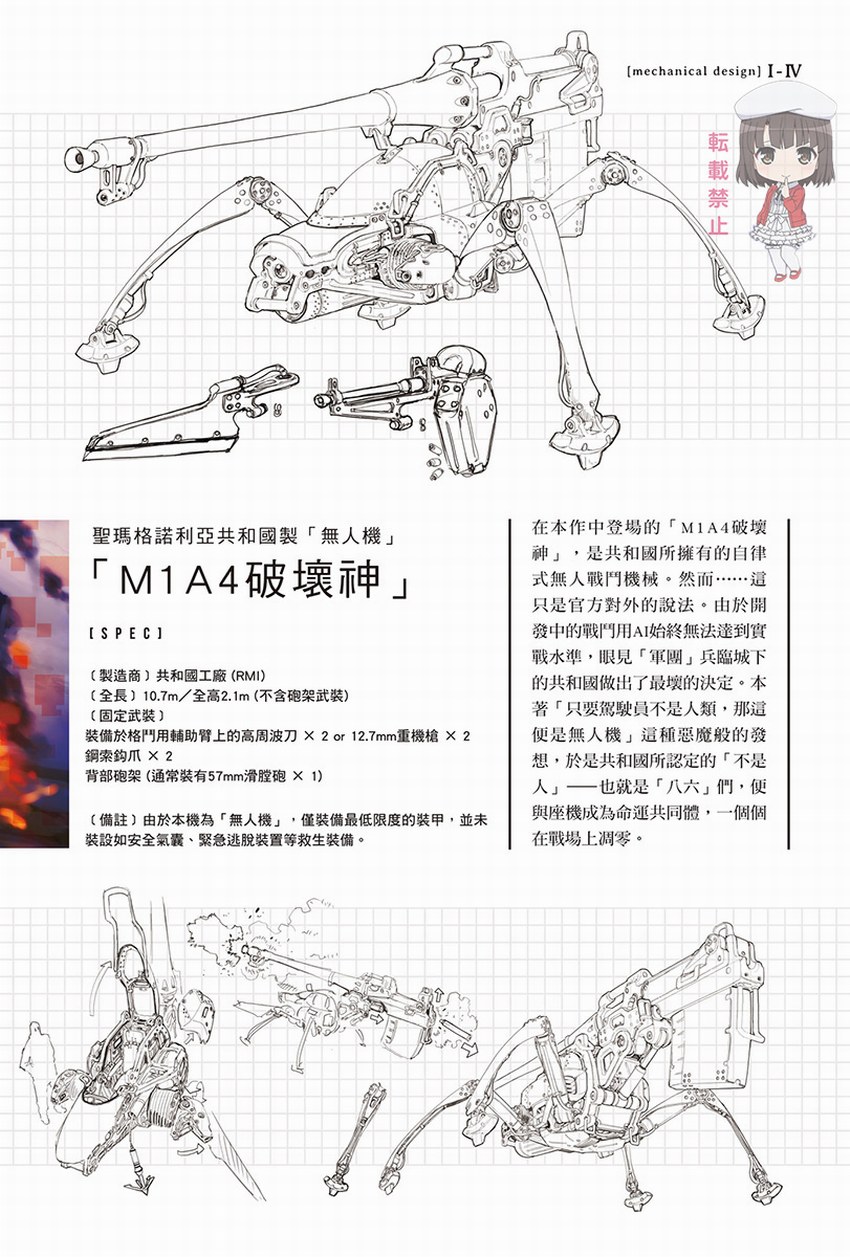 [mechanical design] I-IV
転載禁止
聖瑪格諾利亞共和國製「無人機」
「M1A4破壞神」
[SPEC]
〔製造商〕共和國工廠 (RMI)
〔全長〕10.7m／全高2.1m (不含砲架武裝)
〔固定武裝〕
裝備於格鬥用輔助臂上的高周波刀 × 2 or 12.7mm重機槍 × 2
鋼索鈎爪 × 2
背部砲架 (通常裝有57mm滑膛砲 × 1)
〔備註〕由於本機為「無人機」，僅裝備最低限度的裝甲，並未
裝設如安全氣囊、緊急逃脫裝置等救生裝備。
在本作中登場的「M1A4破壞
神」，是共和國所擁有的自律
式無人戰鬥機械。然而⋯⋯這
只是官方對外的說法。由於開
發中的戰鬥用AI始終無法達到實
戰水準，眼見「軍團」兵臨城下
的共和國做出了最壞的決定。本
著「只要駕駛員不是人類，那這
便是無人機」這種惡魔般的發
想，於是共和國所認定的「不是
人」——也就是「八六」們，便
與座機成為命運共同體，一個個
在戰場上凋零。